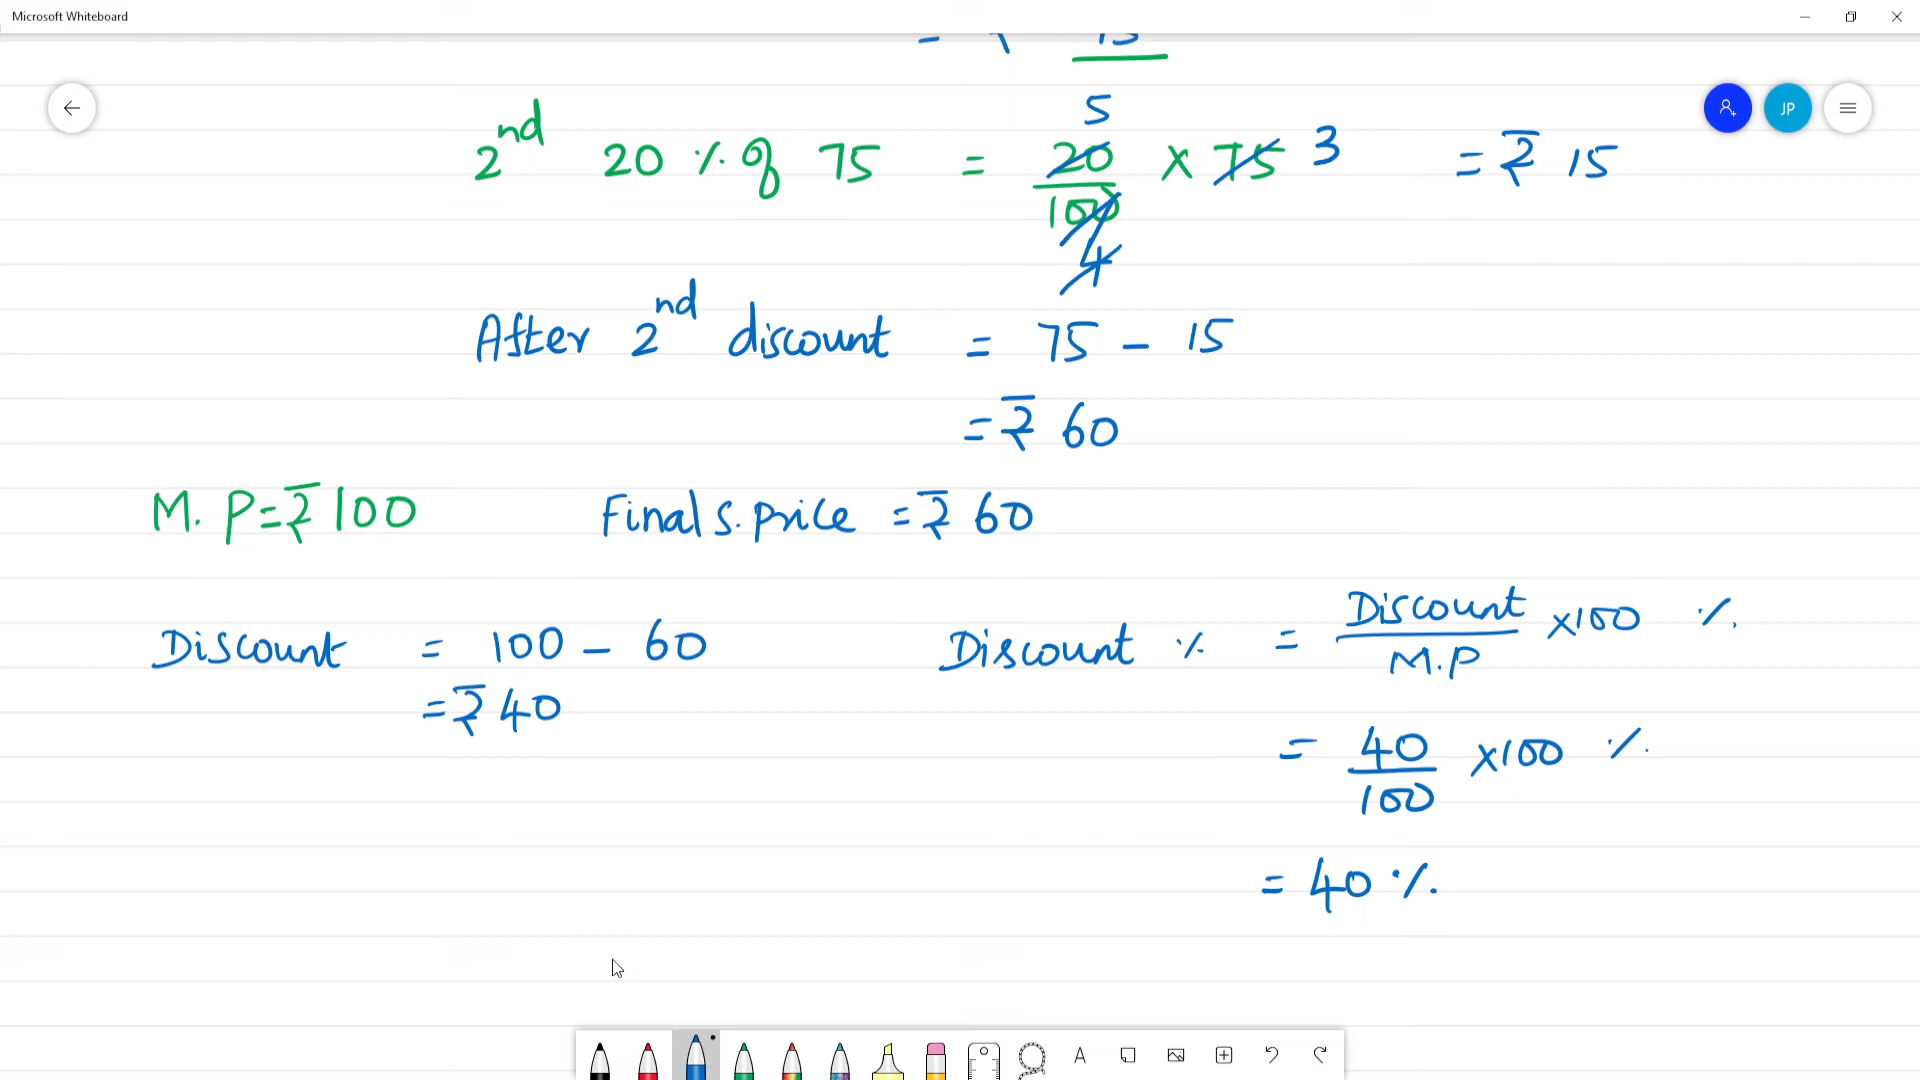 Microsoft Whiteboard
= ₹ 75
5
2nd 20 % of 75 = 20/100 × 75 3 = ₹ 15
4
After 2nd discount = 75 - 15
= ₹ 60
M. P = ₹ 100 Final s. price = ₹ 60
Discount = 100 - 60 Discount % = Discount/M.P ×100 %
= ₹ 40
= 40/100 ×100 %
= 40 %
JP
A